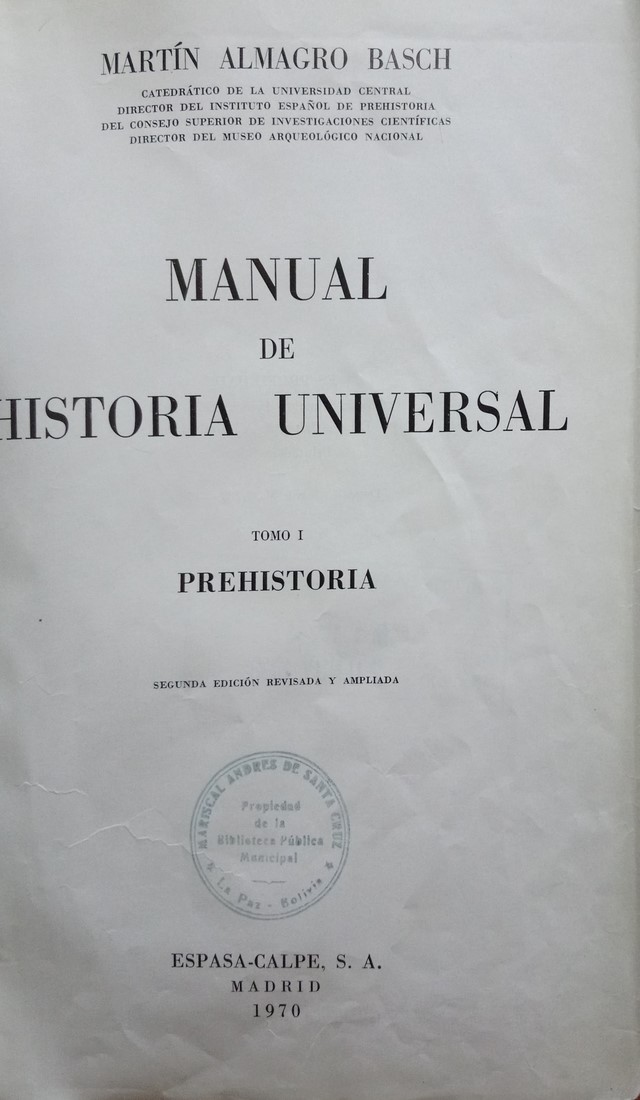 MARTÍN ALMAGRO BASCH
CATEDRÁTICO DE LA UNIVERSIDAD CENTRAL
DIRECTOR DEL INSTITUTO ESPAÑOL DE PREHISTORIA
DEL CONSEJO SUPERIOR DE INVESTIGACIONES CIENTÍFICAS
DIRECTOR DEL MUSEO ARQUEOLÓGICO NACIONAL
MANUAL
DE
HISTORIA UNIVERSAL
TOMO I
PREHISTORIA
SEGUNDA EDICIÓN REVISADA Y AMPLIADA
MARISCAL ANDRES DE SANTA CRUZ
Propiedad
de la
Biblioteca Pública
Municipal
La Paz - Bolivia
ESPASA-CALPE, S. A.
MADRID
1970